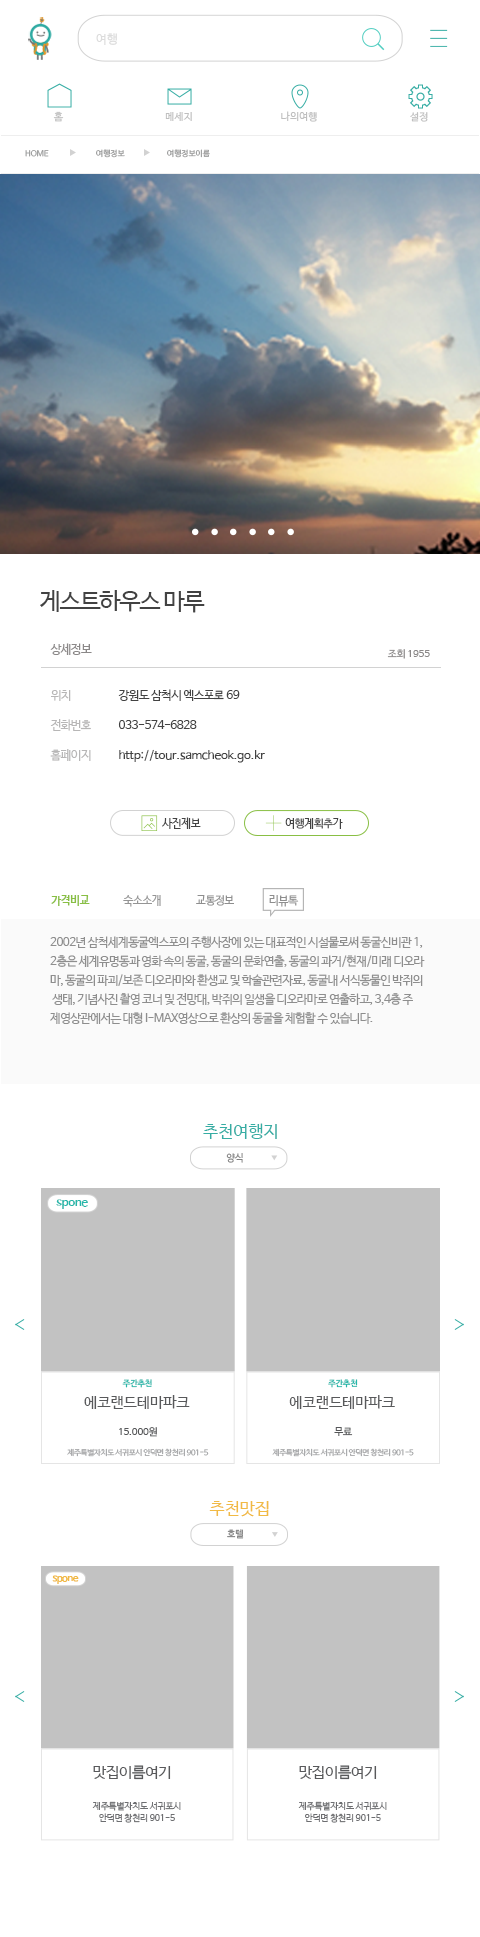 여행
홈
메세지
나의여행
설정
HOME
여행정보
여행정보이름
게스트하우스 마루
상세정보
조회 1955
위치 강원도 삼척시 엑스포로 69
전화번호 033-574-6828
홈페이지 http://tour.samcheok.go.kr
사진제보
여행계획추가
가격비교
숙소소개
교통정보
리뷰톡
2002년 삼척세계동굴엑스포의 주행사장에 있는 대표적인 시설물로써 동굴신비관 1,
2층은 세계유명동과 영화 속의 동굴, 동굴의 문화연출, 동굴의 과거/현재/미래 디오라
마, 동굴의 파괴/보존 디오라마와 환생교 및 학술관련자료, 동굴내 서식동물인 박쥐의
생태, 기념사진 촬영 코너 및 전망대, 박쥐의 일생을 디오라마로 연출하고, 3,4층 주
제영상관에서는 대형 I-MAX영상으로 환상의 동굴을 체험할 수 있습니다.
추천여행지
양식
spone
주간추천
에코랜드테마파크
15.000원
제주특별자치도 서귀포시 안덕면 창천리 901-5
주간추천
에코랜드테마파크
무료
제주특별자치도 서귀포시 안덕면 창천리 901-5
추천맛집
호텔
spone
맛집이름여기
제주특별자치도 서귀포시
안덕면 창천리 901-5
맛집이름여기
제주특별자치도 서귀포시
안덕면 창천리 901-5